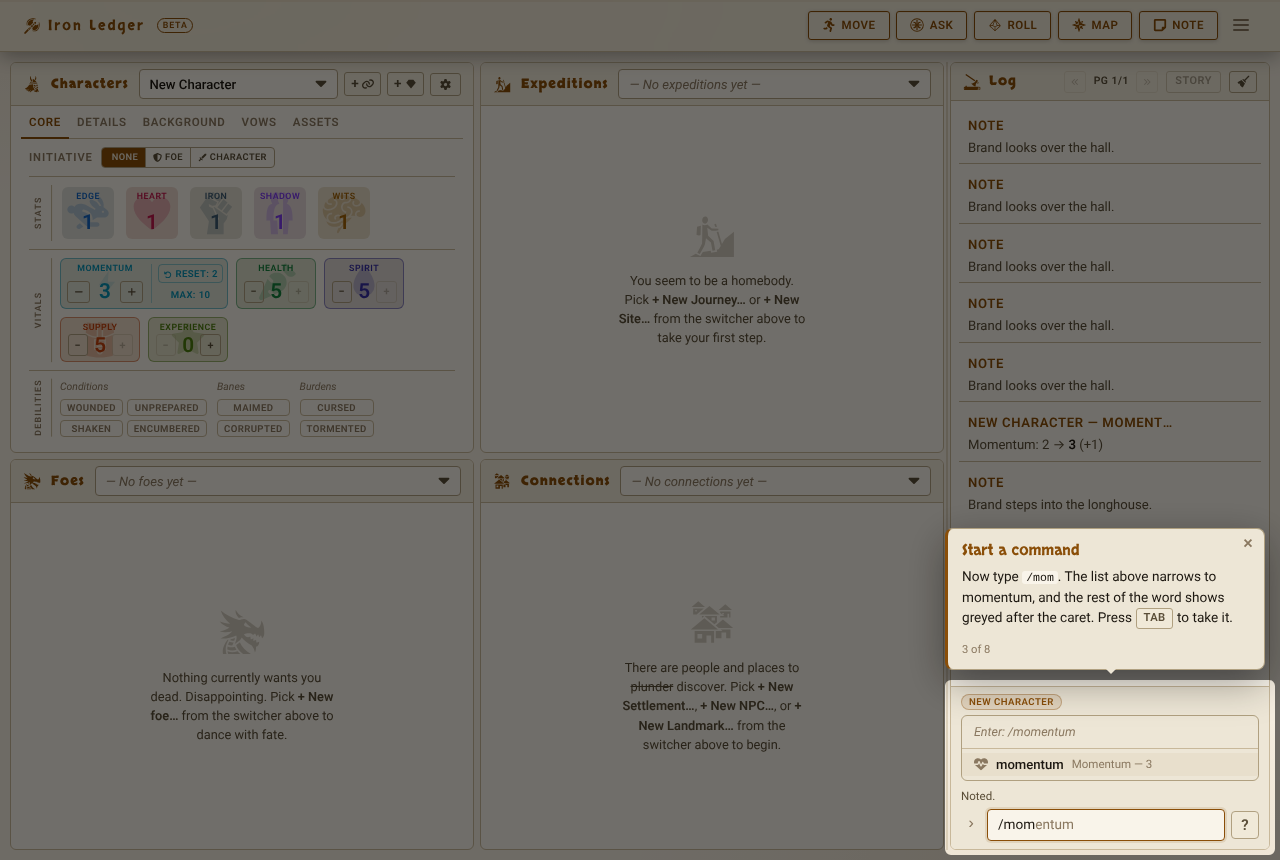 Iron Ledger BETA
MOVE ASK ROLL MAP NOTE
Characters New Character
CORE DETAILS BACKGROUND VOWS ASSETS
INITIATIVE NONE FOE CHARACTER
STATS
EDGE HEART IRON SHADOW WITS
1 1 1 1 1
VITALS
MOMENTUM RESET: 2 HEALTH SPIRIT
− 3 + MAX: 10 - 5 + - 5 +
SUPPLY EXPERIENCE
- 5 + - 0 +
DEBILITIES
Conditions Banes Burdens
WOUNDED UNPREPARED MAIMED CURSED
SHAKEN ENCUMBERED CORRUPTED TORMENTED
Expeditions — No expeditions yet —
You seem to be a homebody.
Pick + New Journey… or + New
Site… from the switcher above to
take your first step.
Foes — No foes yet —
Nothing currently wants you
dead. Disappointing. Pick + New
foe… from the switcher above to
dance with fate.
Connections — No connections yet —
There are people and places to
plunder discover. Pick + New
Settlement…, + New NPC…, or +
New Landmark… from the
switcher above to begin.
Log « PG 1/1 » STORY
NOTE
Brand looks over the hall.
NOTE
Brand looks over the hall.
NOTE
Brand looks over the hall.
NOTE
Brand looks over the hall.
NOTE
Brand looks over the hall.
NEW CHARACTER — MOMENT…
Momentum: 2 → 3 (+1)
NOTE
Brand steps into the longhouse.
Start a command ×
Now type /mom. The list above narrows to
momentum, and the rest of the word shows
greyed after the caret. Press TAB to take it.
3 of 8
NEW CHARACTER
Enter: /momentum
momentum Momentum — 3
Noted.
› /momentum ?